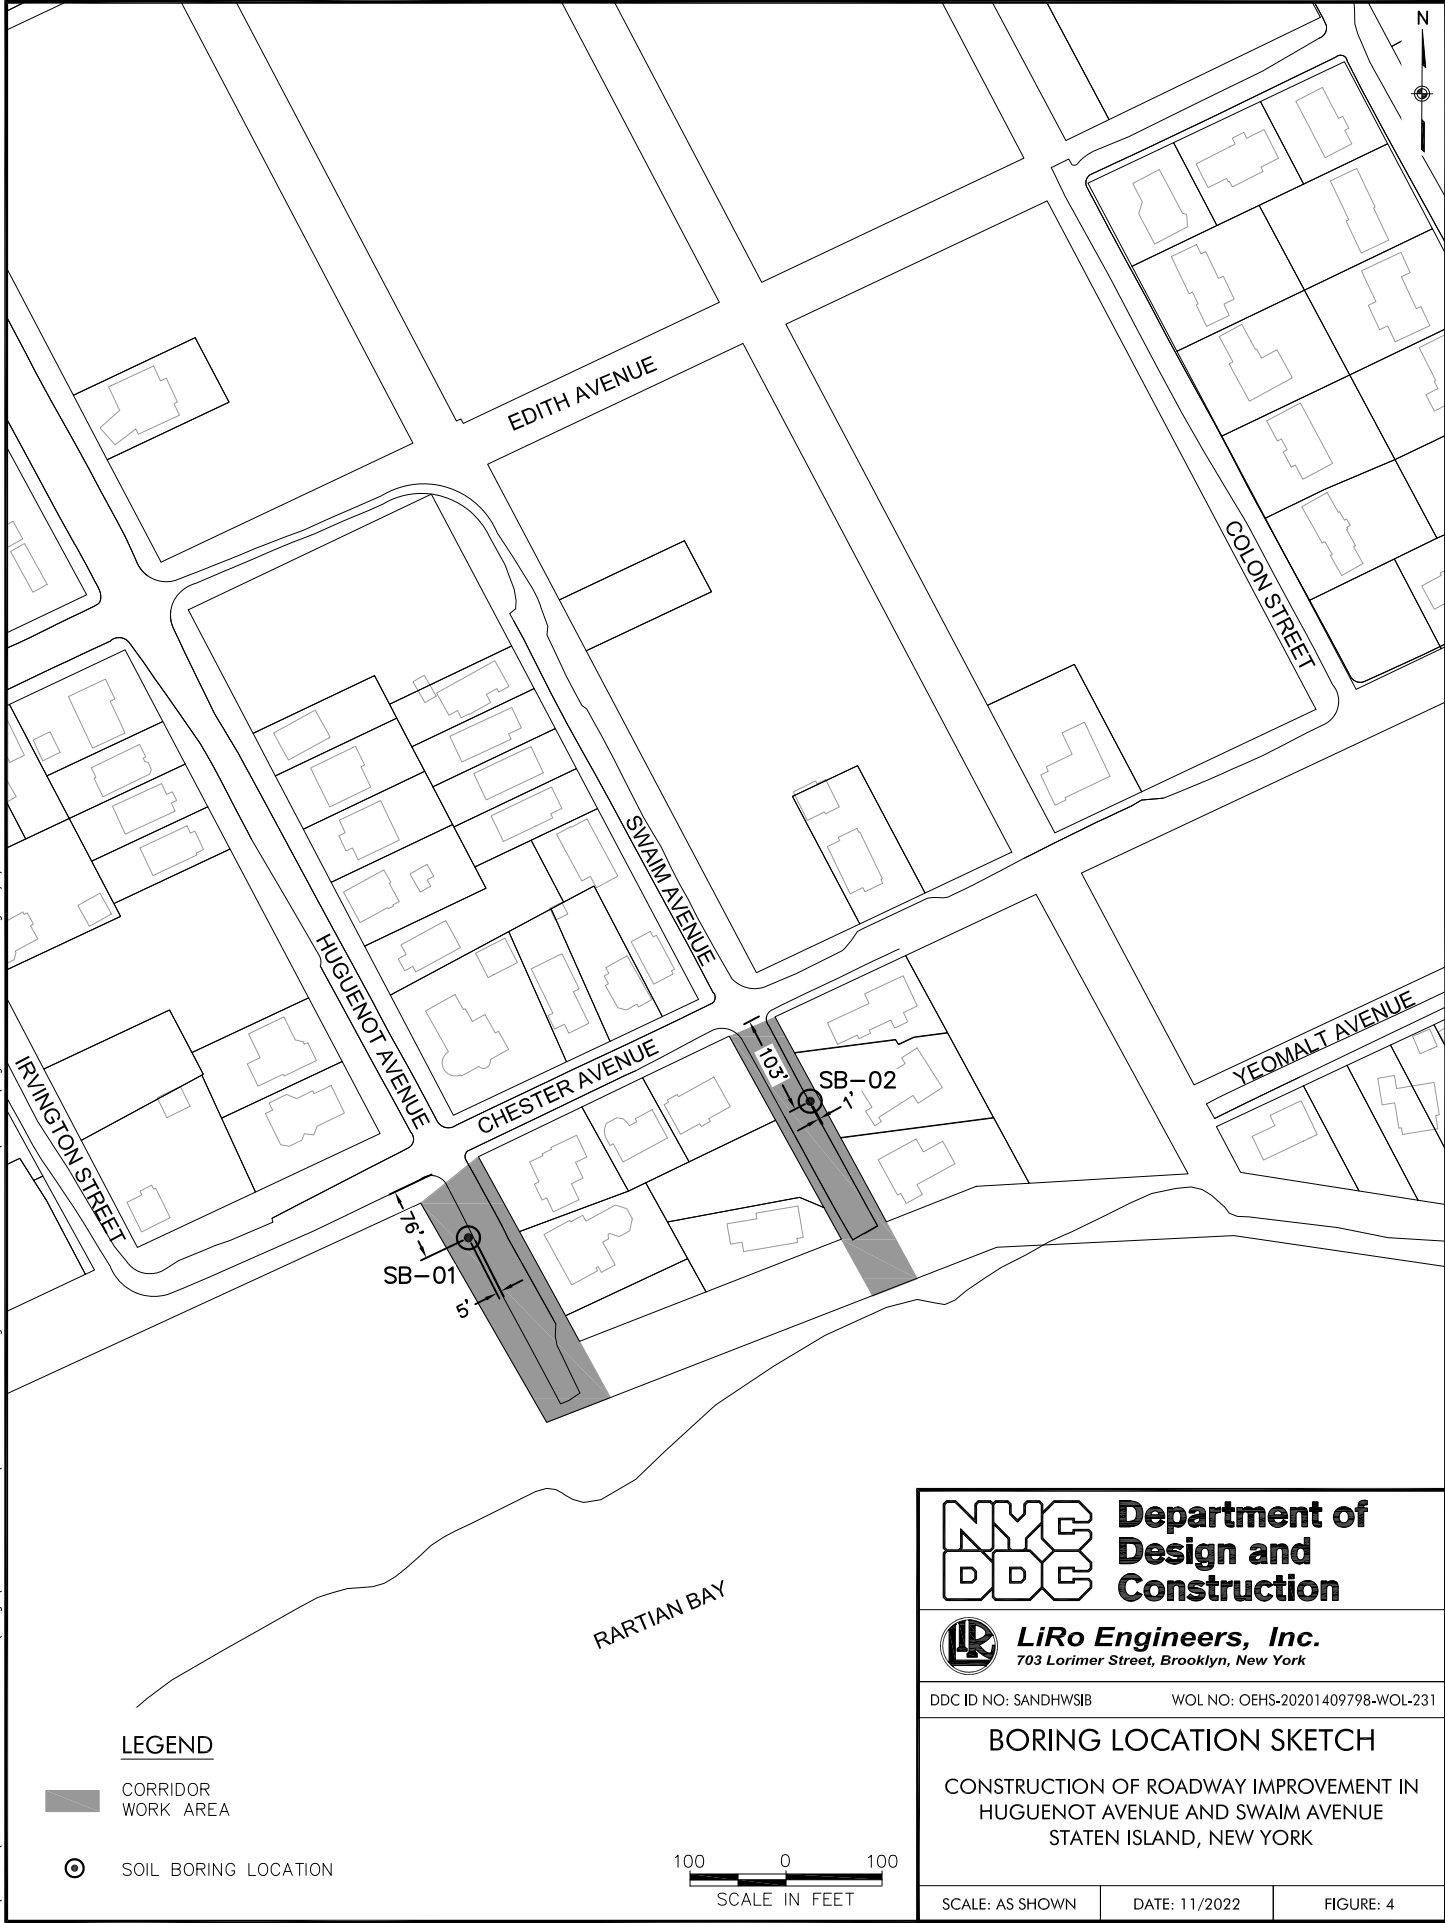 N
EDITH AVENUE
COLON STREET
SWAIM AVENUE
HUGUENOT AVENUE
IRVINGTON STREET
CHESTER AVENUE
YEOMALT AVENUE
103'
SB-02
1'
76'
SB-01
5'
RARTIAN BAY
LEGEND
CORRIDOR
WORK AREA
SOIL BORING LOCATION
100 0 100
SCALE IN FEET
NYC
DDC
Department of
Design and
Construction
LiRo
LiRo Engineers, Inc.
703 Lorimer Street, Brooklyn, New York
DDC ID NO: SANDHWSIB WOL NO: OEHS-20201409798-WOL-231
BORING LOCATION SKETCH
CONSTRUCTION OF ROADWAY IMPROVEMENT IN
HUGUENOT AVENUE AND SWAIM AVENUE
STATEN ISLAND, NEW YORK
SCALE: AS SHOWN DATE: 11/2022 FIGURE: 4